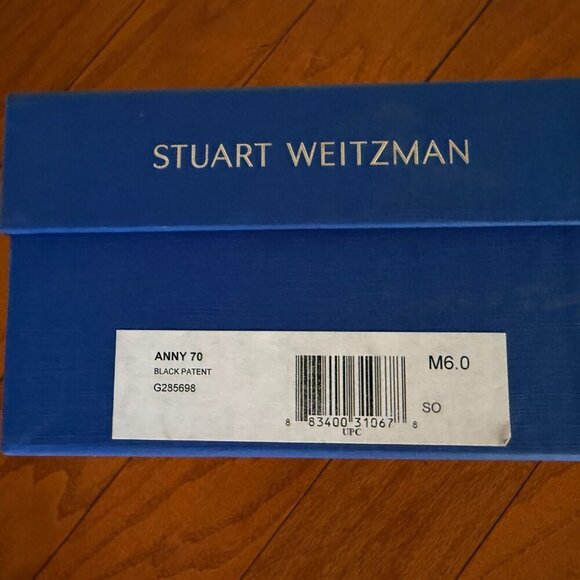 STUART WEITZMAN
ANNY 70
BLACK PATENT
G285698
M6.0
8 83400 31067 8
UPC
SO